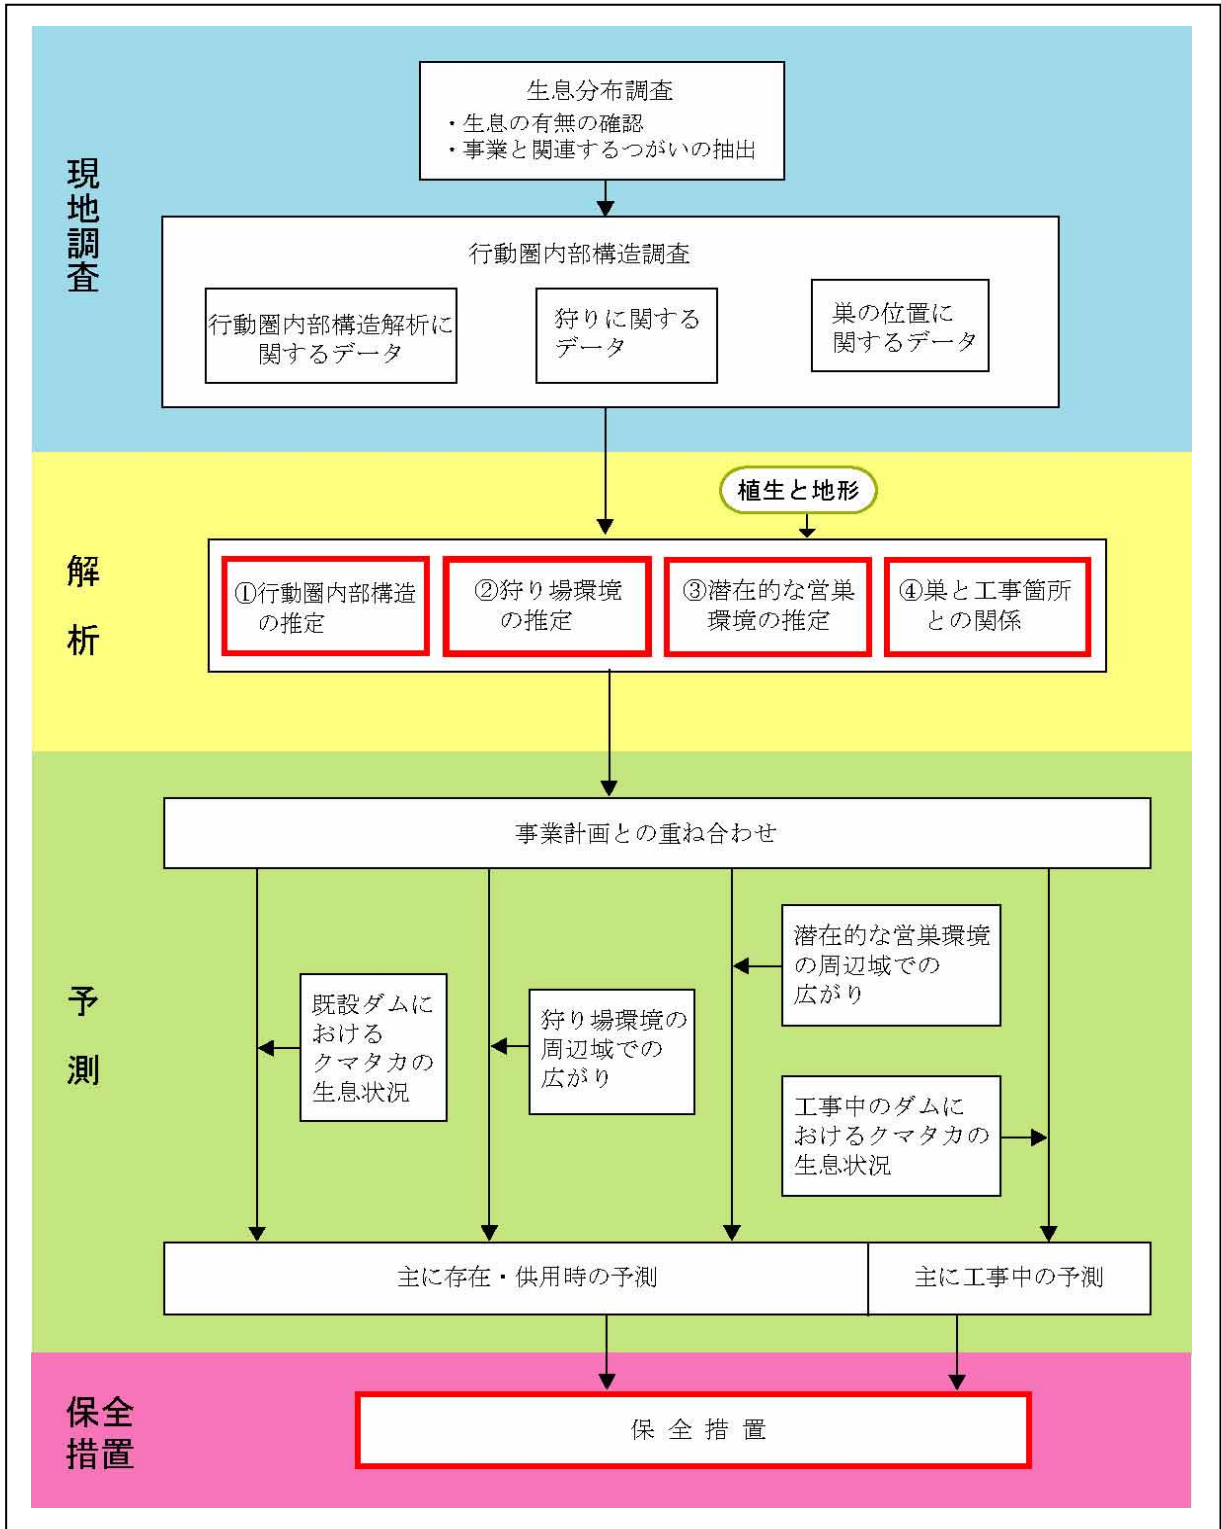 現地調査
生息分布調査
・生息の有無の確認
・事業と関連するつがいの抽出
行動圏内部構造調査
行動圏内部構造解析に
関するデータ
狩りに関する
データ
巣の位置に
関するデータ
解析
植生と地形
①行動圏内部構造
の推定
②狩り場環境
の推定
③潜在的な営巣
環境の推定
④巣と工事箇所
との関係
予測
事業計画との重ね合わせ
既設ダムに
おける
クマタカの
生息状況
狩り場環境の
周辺域での
広がり
潜在的な営巣環境
の周辺域での
広がり
工事中のダムに
おけるクマタカの
生息状況
主に存在・供用時の予測
主に工事中の予測
保全
措置
保 全 措 置